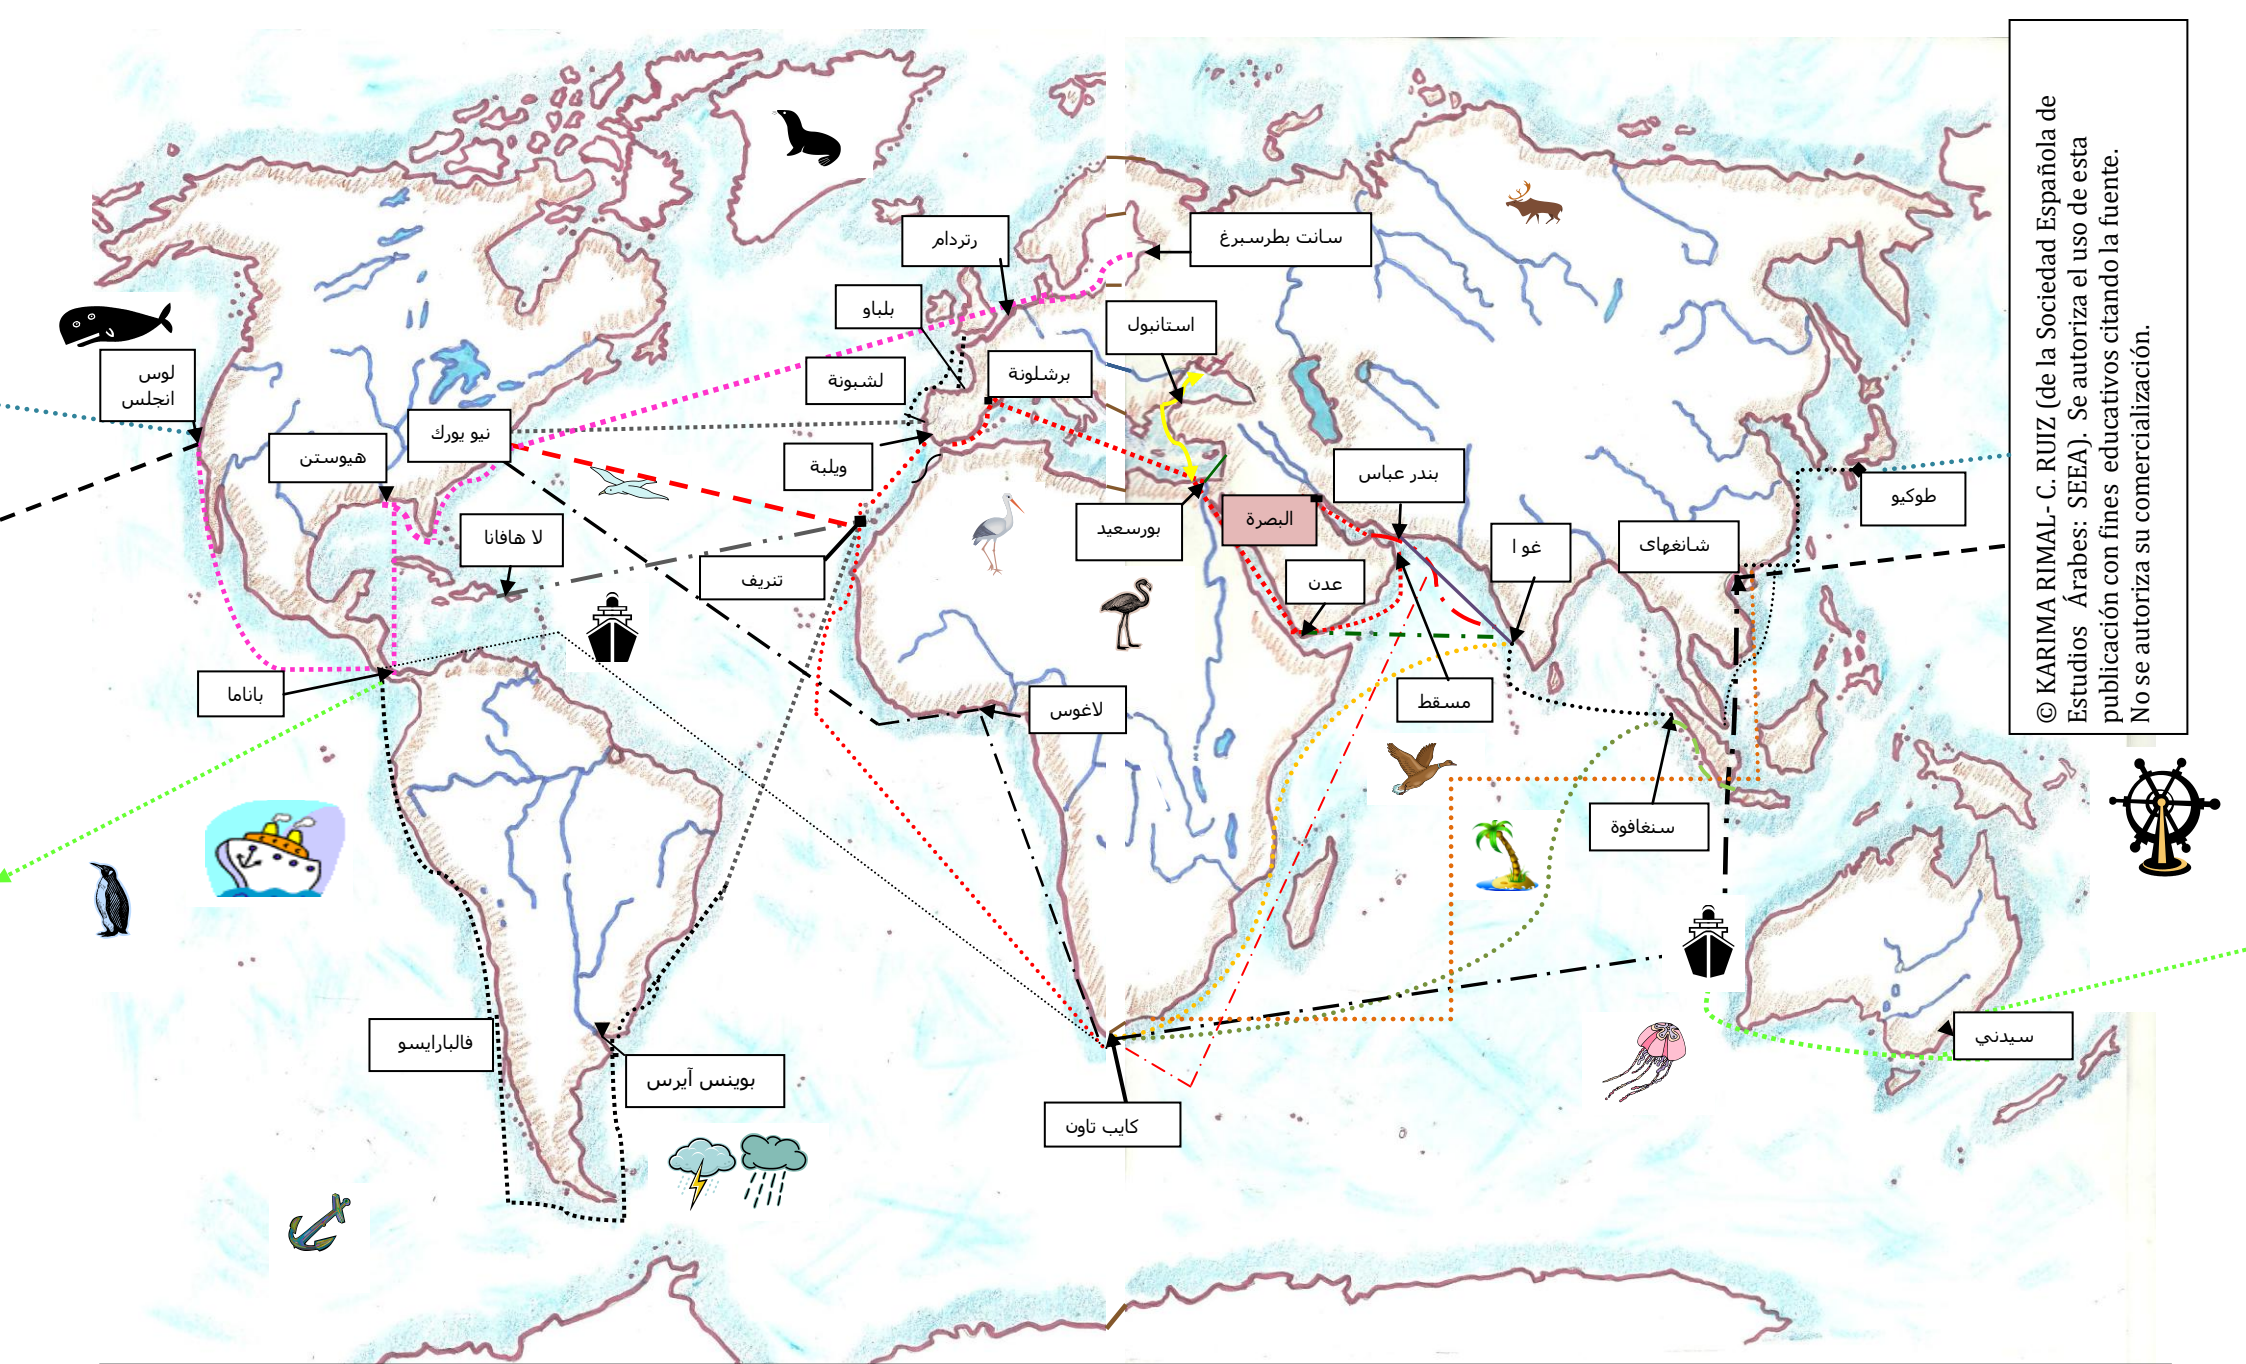 رتردام
سانت بطرسبرغ
بلباو
استانبول
لشبونة
برشلونة
لوس
انجلس
نيو يورك
هيوستن
ويلبة
بندر عباس
طوكيو
البصرة
بورسعيد
لا هافانا
غو ا
شانغهاى
تنريف
عدن
باناما
لاغوس
مسقط
سنغافوة
فالبارايسو
سيدني
بوينس آيرس
كايب تاون
© KARIMA RIMAL- C. RUIZ (de la Sociedad Española de
Estudios Árabes: SEEA). Se autoriza el uso de esta
publicación con fines educativos citando la fuente.
No se autoriza su comercialización.